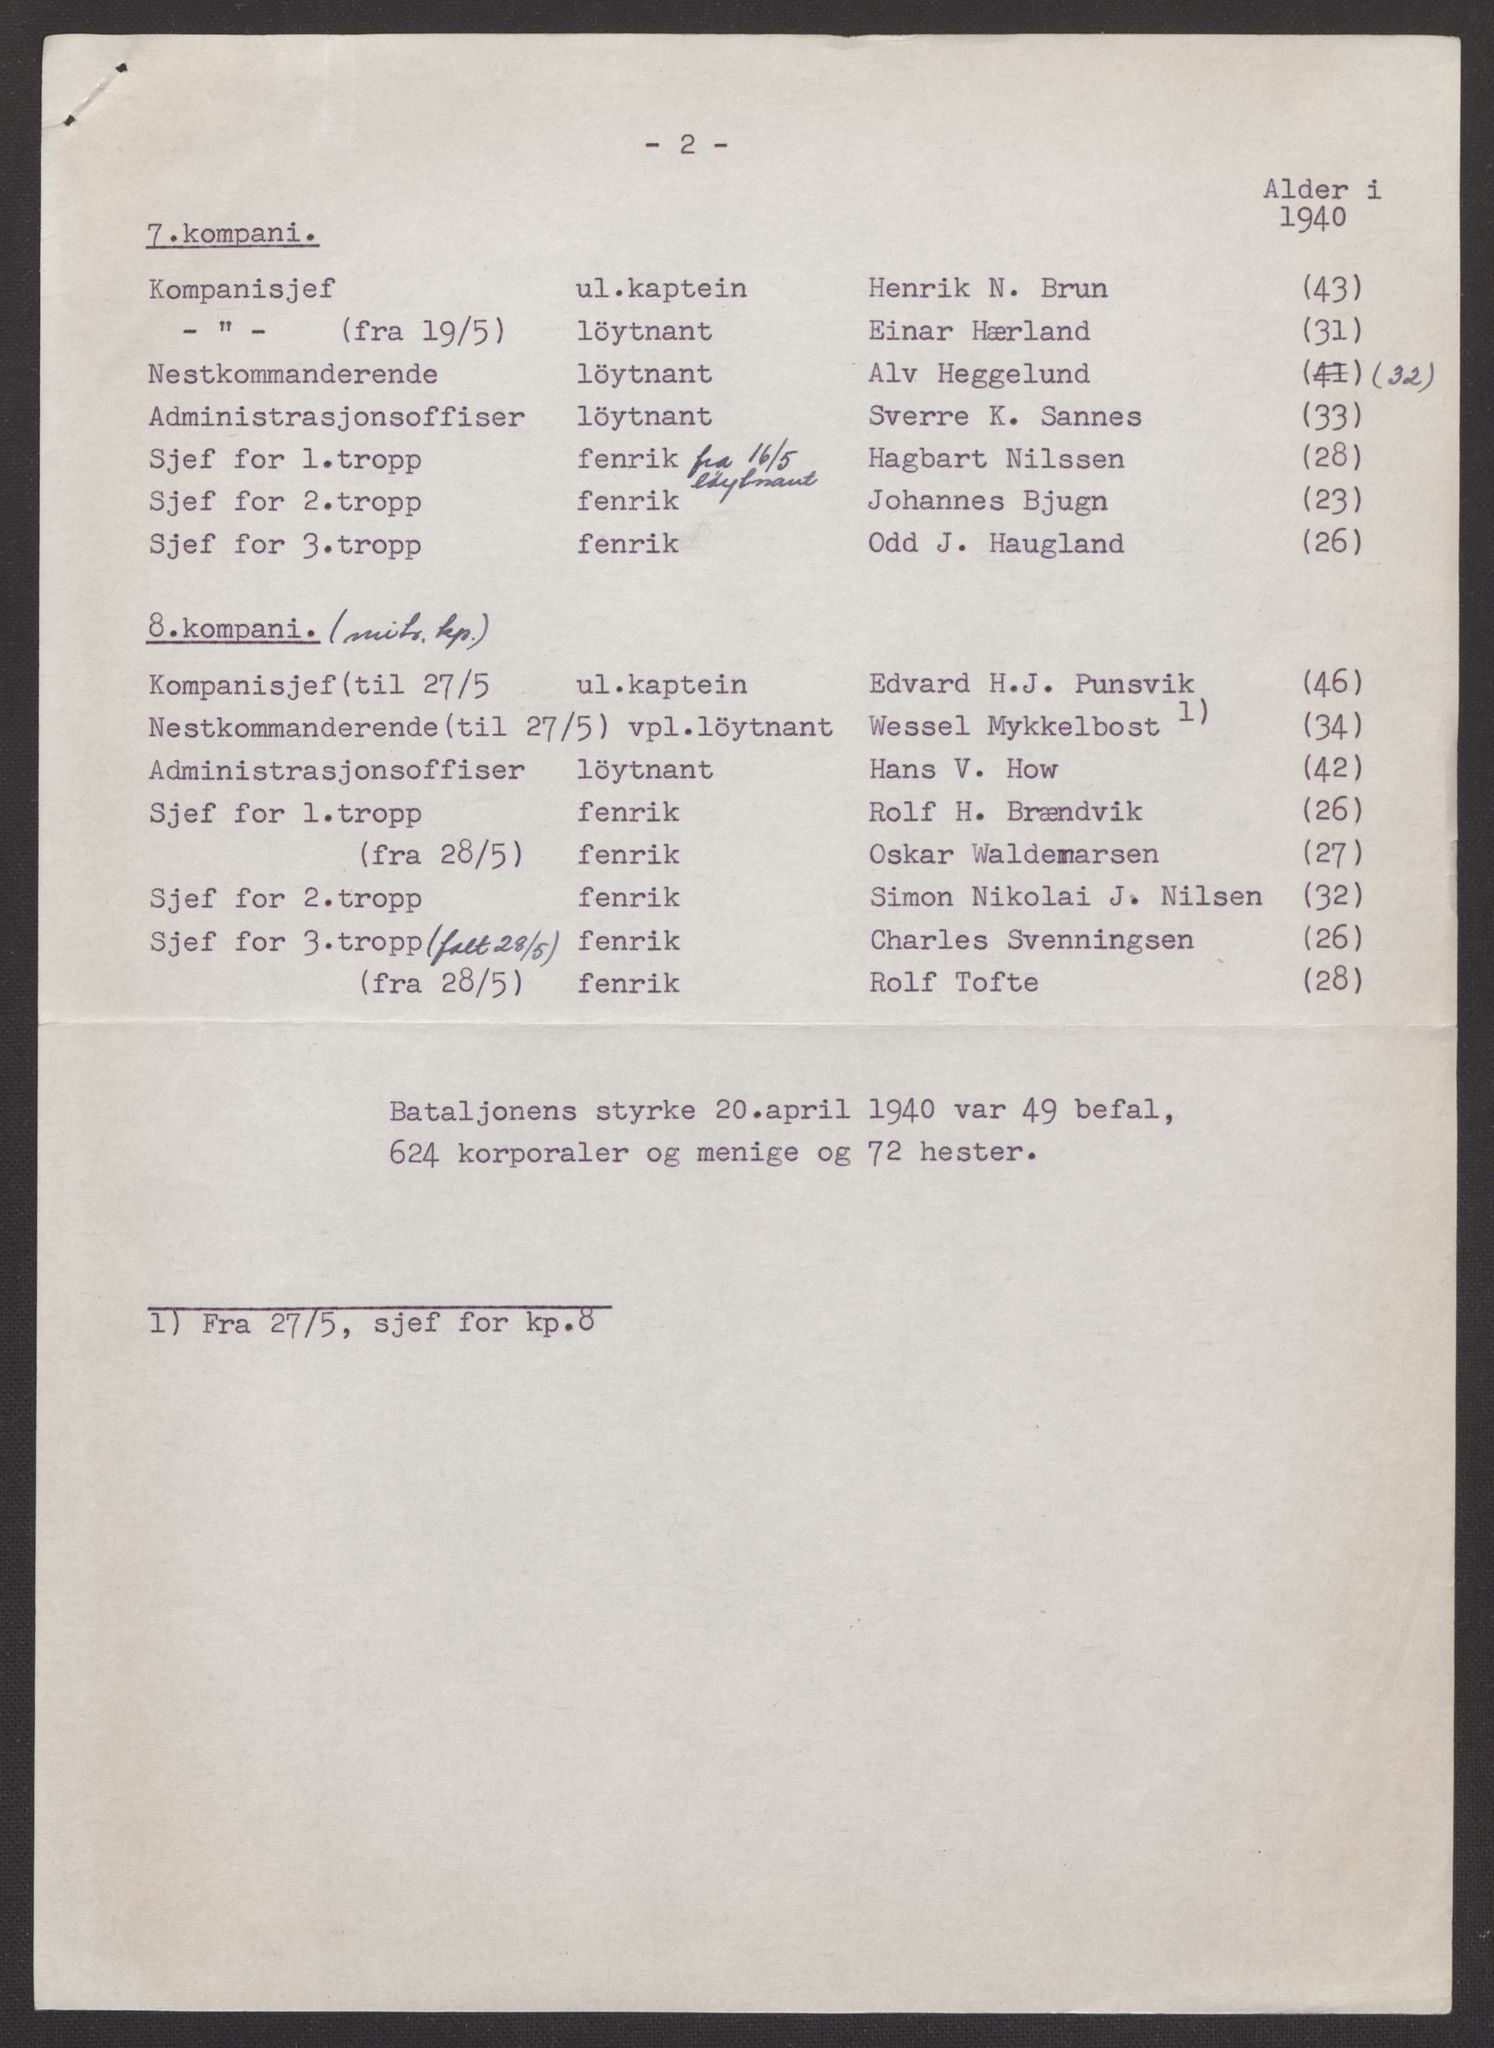 - 2 -
Alder i
1940
7.kompani.
Kompanisjef ul.kaptein Henrik N. Brun (43)
- " - (fra 19/5) löytnant Einar Hærland (31)
Nestkommanderende löytnant Alv Heggelund (41) (32)
Administrasjonsoffiser löytnant Sverre K. Sannes (33)
Sjef for 1.tropp fenrik fra 16/5 löytnant Hagbart Nilssen (28)
Sjef for 2.tropp fenrik Johannes Bjugn (23)
Sjef for 3.tropp fenrik Odd J. Haugland (26)
8.kompani. (mitr. kp.)
Kompanisjef(til 27/5 ul.kaptein Edvard H.J. Punsvik (46)
Nestkommanderende(til 27/5) vpl.löytnant Wessel Mykkelbost 1) (34)
Administrasjonsoffiser löytnant Hans V. How (42)
Sjef for 1.tropp fenrik Rolf H. Brændvik (26)
(fra 28/5) fenrik Oskar Waldemarsen (27)
Sjef for 2.tropp fenrik Simon Nikolai J. Nilsen (32)
Sjef for 3.tropp (falt 28/5) fenrik Charles Svenningsen (26)
(fra 28/5) fenrik Rolf Tofte (28)
Bataljonens styrke 20.april 1940 var 49 befal,
624 korporaler og menige og 72 hester.
1) Fra 27/5, sjef for kp.8